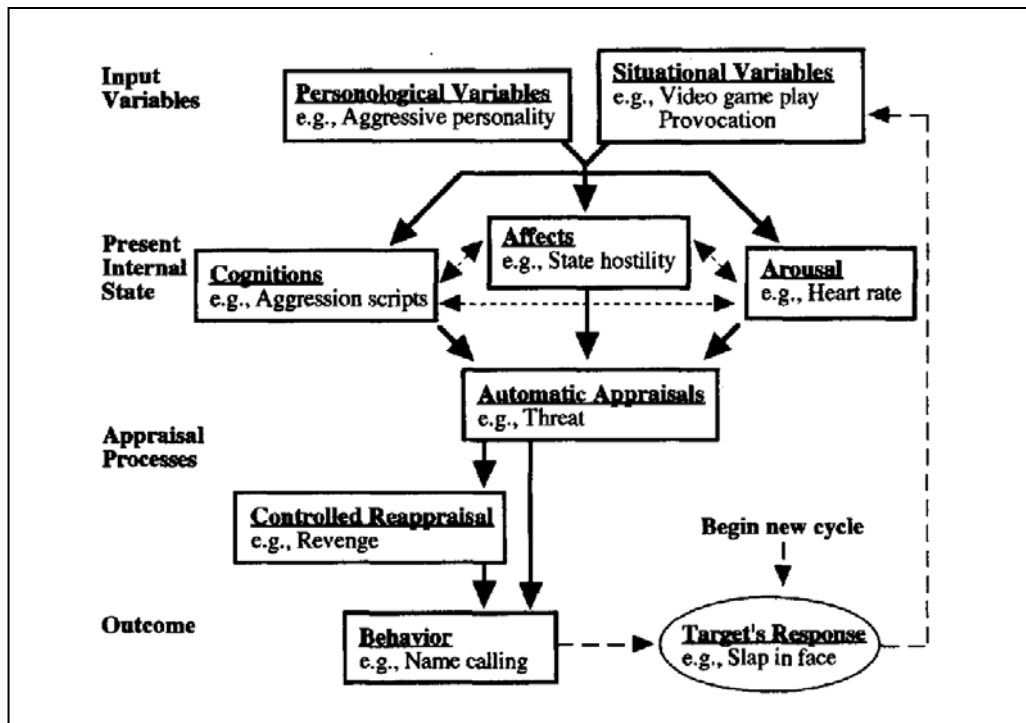 Input
Variables
Personological Variables
e.g., Aggressive personality
Situational Variables
e.g., Video game play
Provocation
Present
Internal
State
Cognitions
e.g., Aggression scripts
Affects
e.g., State hostility
Arousal
e.g., Heart rate
Automatic Appraisals
e.g., Threat
Appraisal
Processes
Controlled Reappraisal
e.g., Revenge
Begin new cycle
Outcome
Behavior
e.g., Name calling
Target's Response
e.g., Slap in face